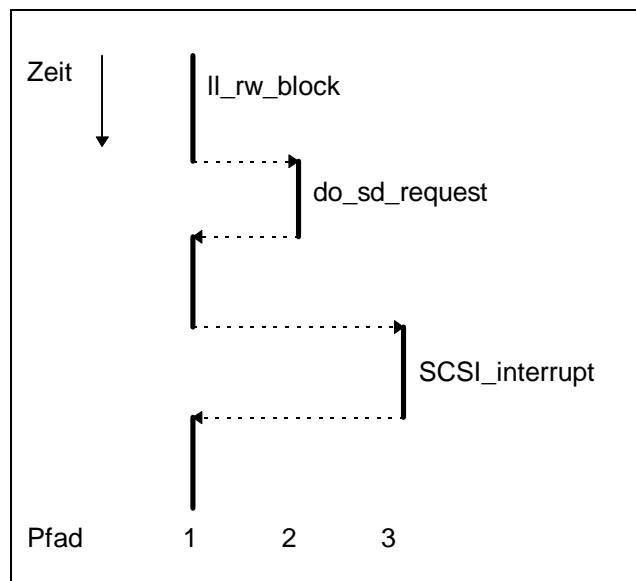 Zeit
ll_rw_block
do_sd_request
SCSI_interrupt
Pfad 1 2 3